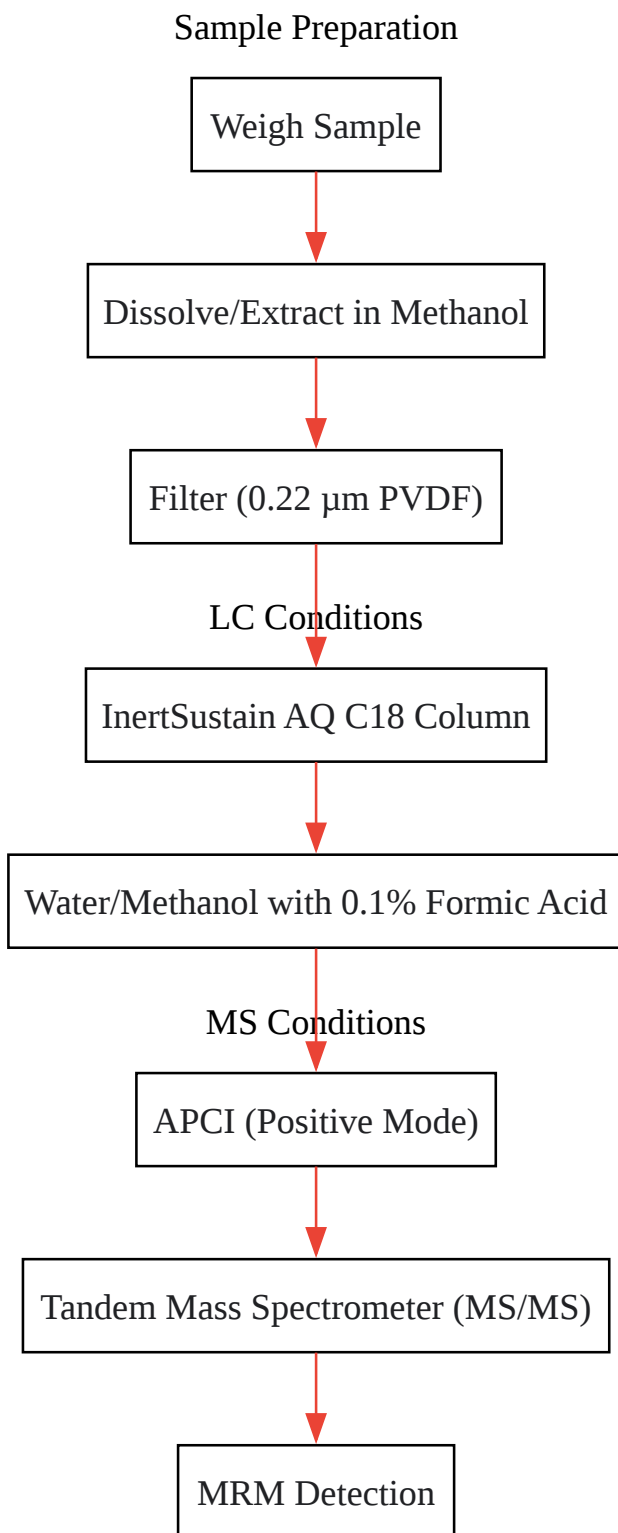 Sample Preparation
Weigh Sample
Dissolve/Extract in Methanol
Filter (0.22 µm PVDF)
LC Conditions
InertSustain AQ C18 Column
Water/Methanol with 0.1% Formic Acid
MS Conditions
APCI (Positive Mode)
Tandem Mass Spectrometer (MS/MS)
MRM Detection